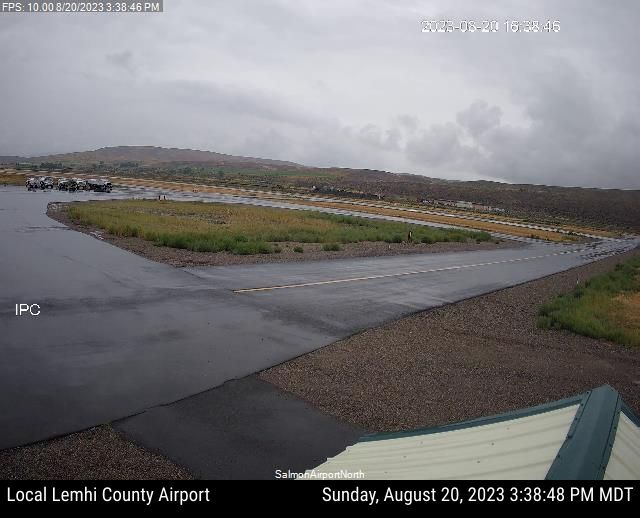 FPS: 10.00 8/20/2023 3:38:46 PM
2023-08-20 15:38:46
IPC
SalmonAirportNorth
Local Lemhi County Airport
Sunday, August 20, 2023 3:38:48 PM MDT